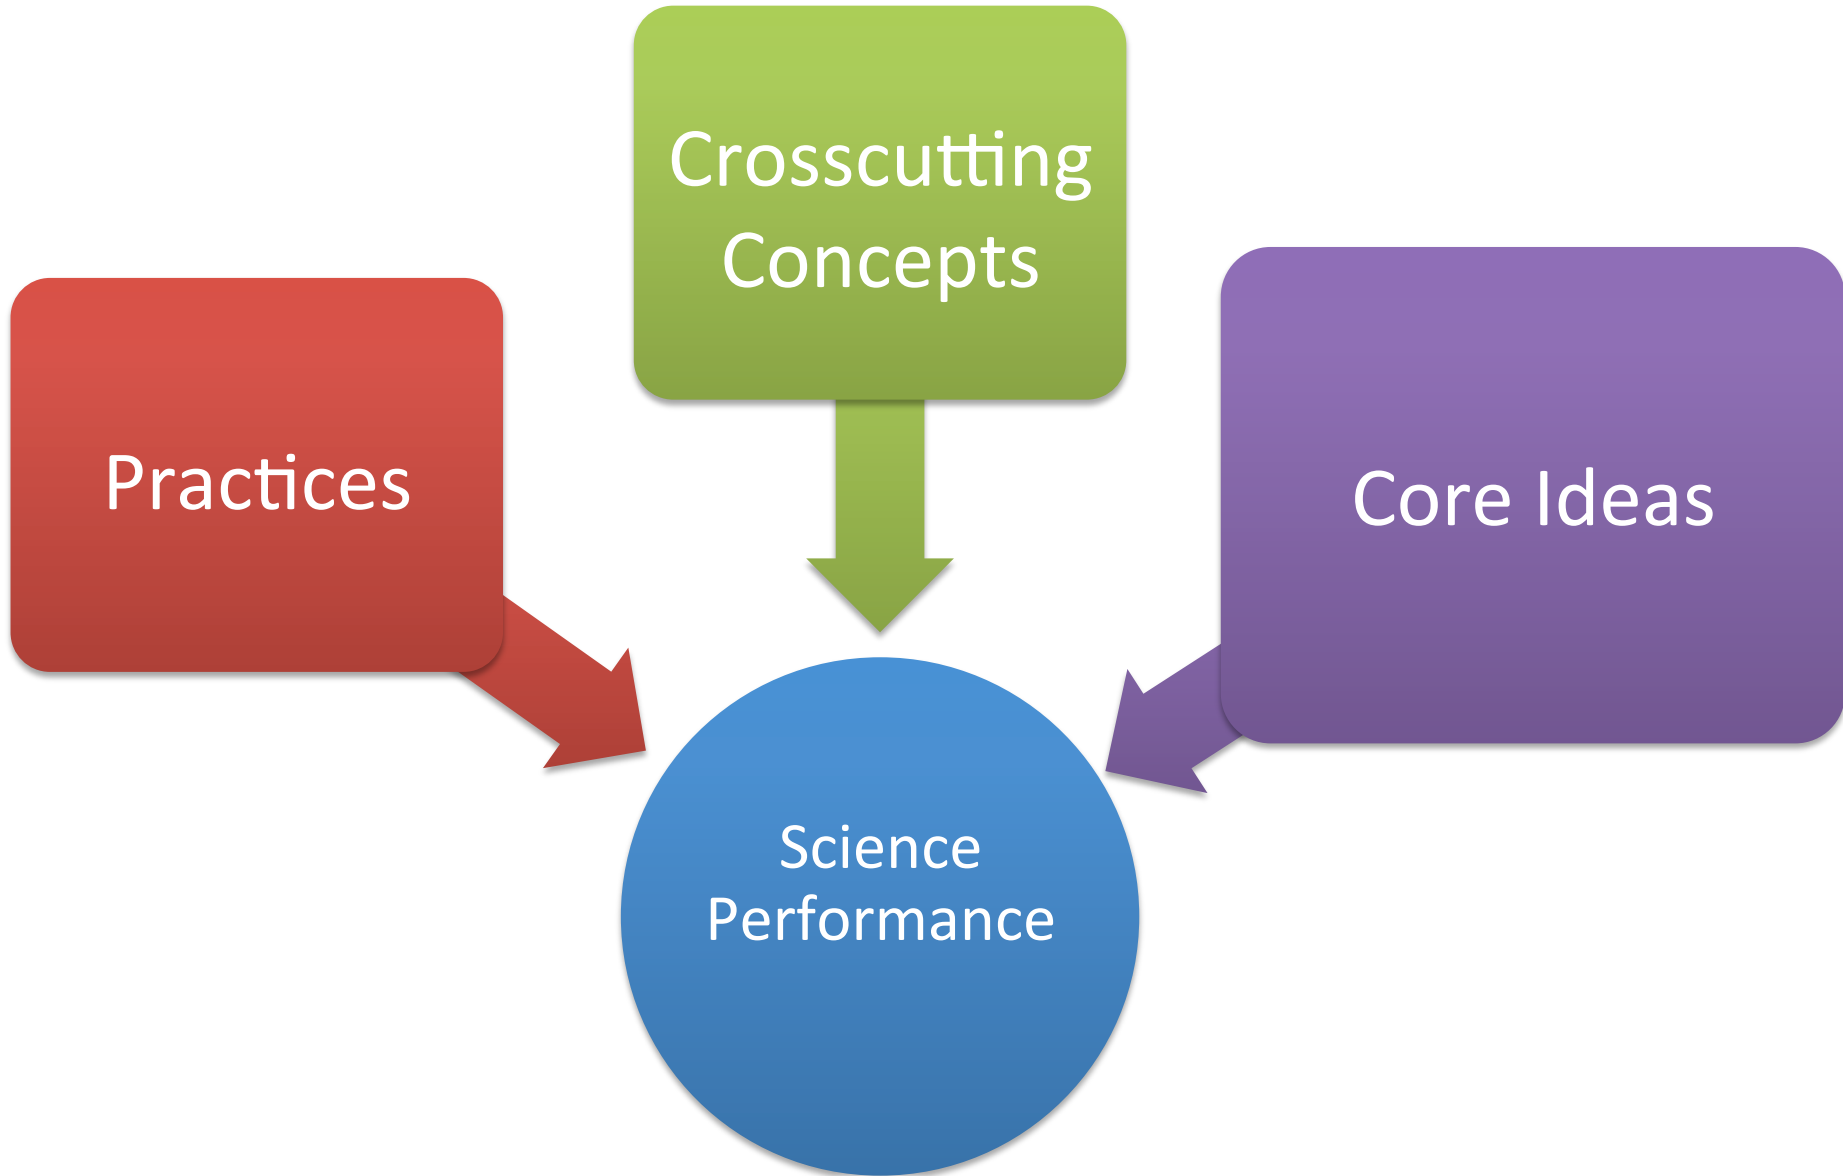 Crosscutting
Concepts
Practices
Core Ideas
Science
Performance